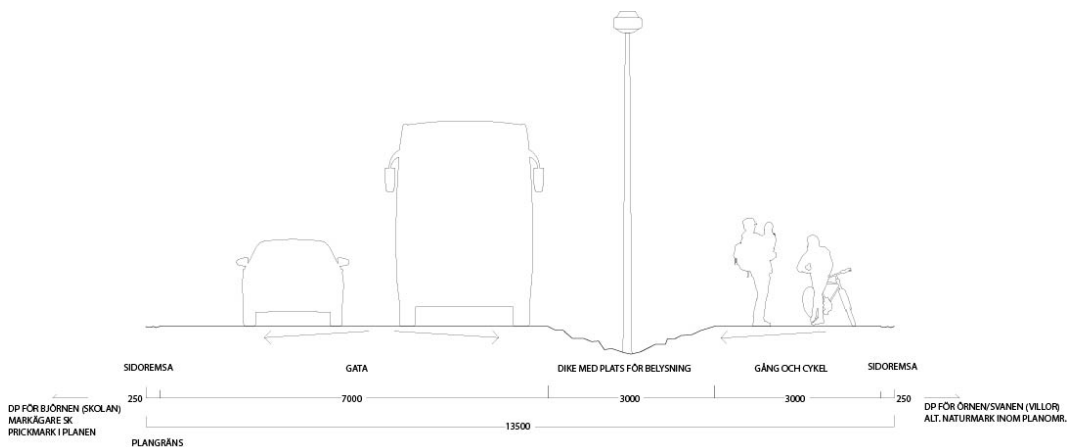 SIDOREMSA
GATA
DIKE MED PLATS FÖR BELYSNING
GÅNG OCH CYKEL
SIDOREMSA
250
7000
3000
3000
250
DP FÖR BJÖRNEN (SKOLAN)
MARKÄGARE SK
PRICKMARK I PLANEN
DP FÖR ÖRNEN/SVANEN (VILLOR)
ALT. NATURMARK INOM PLANOMR.
13500
PLANGRÄNS